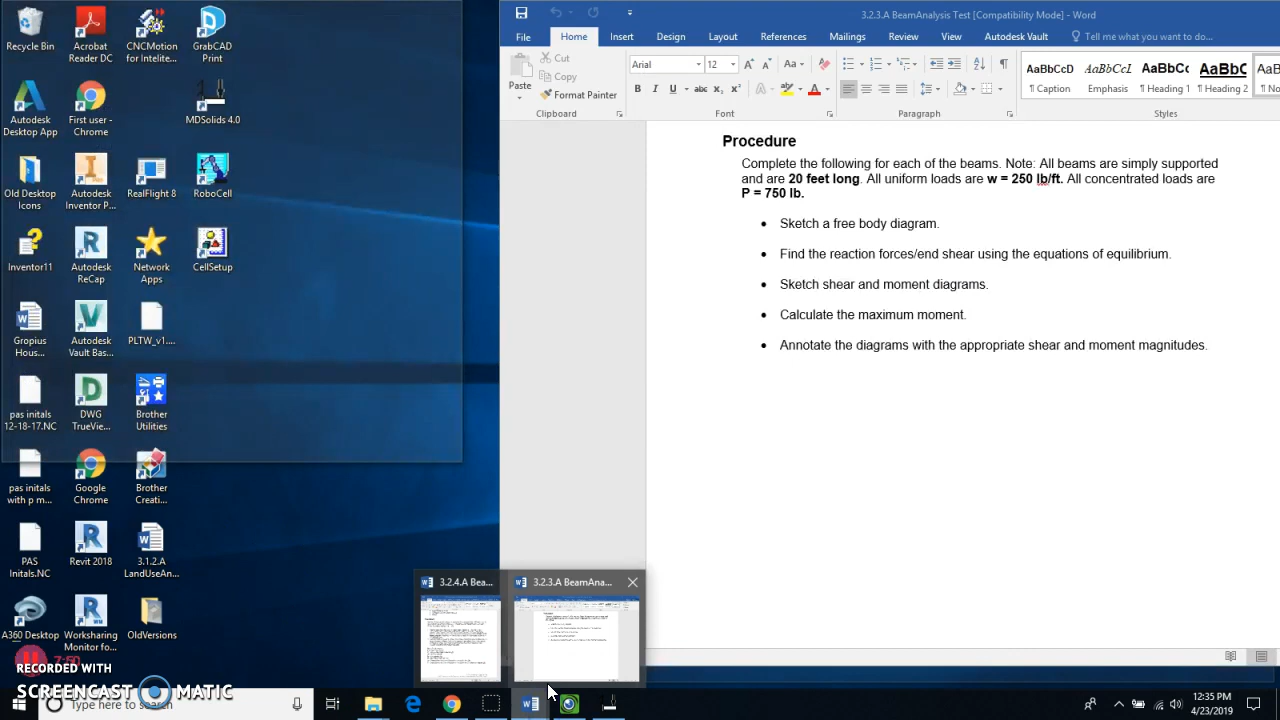 Recycle Bin
Acrobat
Reader DC
CNCMotion
for Intelite...
GrabCAD
Print
Autodesk
Desktop App
First user -
Chrome
MDSolids 4.0
Old Desktop
Icons
Autodesk
Inventor P...
RealFlight 8
RoboCell
Inventor11
Autodesk
ReCap
Network
Apps
CellSetup
Gropius
Hous...
Autodesk
Vault Bas...
PLTW_v1....
pas initals
12-18-17.NC
DWG
TrueView...
Brother
Utilities
pas initals
with p m...
Google
Chrome
Brother
Creati...
PAS
Initals.NC
Revit 2018
3.1.2.A
LandUseAn...
A360 Desktop
Worksharing
Monitor fo...
OldVersions
RECORDED WITH
SCREENCAST MATIC
3.2.3.A BeamAnalysis Test [Compatibility Mode] - Word
File Home Insert Design Layout References Mailings Review View Autodesk Vault Tell me what you want to do...
Paste
Cut
Copy
Format Painter
Clipboard
Arial 12
Font
Paragraph
AaBbCcD AaBbCcI AaBbCc AaBbC AaB
¶ Caption Emphasis ¶ Heading 1 ¶ Heading 2 ¶ No
Styles
Procedure
Complete the following for each of the beams. Note: All beams are simply supported
and are 20 feet long. All uniform loads are w = 250 lb/ft. All concentrated loads are
P = 750 lb.
• Sketch a free body diagram.
• Find the reaction forces/end shear using the equations of equilibrium.
• Sketch shear and moment diagrams.
• Calculate the maximum moment.
• Annotate the diagrams with the appropriate shear and moment magnitudes.
3.2.4.A Bea...
3.2.3.A BeamAna...
here to search
:35 PM
4/23/2019